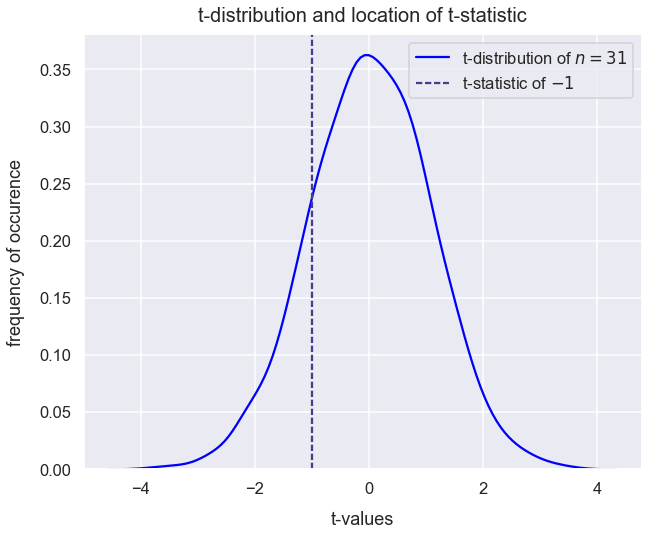 t-distribution and location of t-statistic
t-distribution of n = 31
t-statistic of −1
frequency of occurence
0.35
0.30
0.25
0.20
0.15
0.10
0.05
0.00
−4
−2
0
2
4
t-values